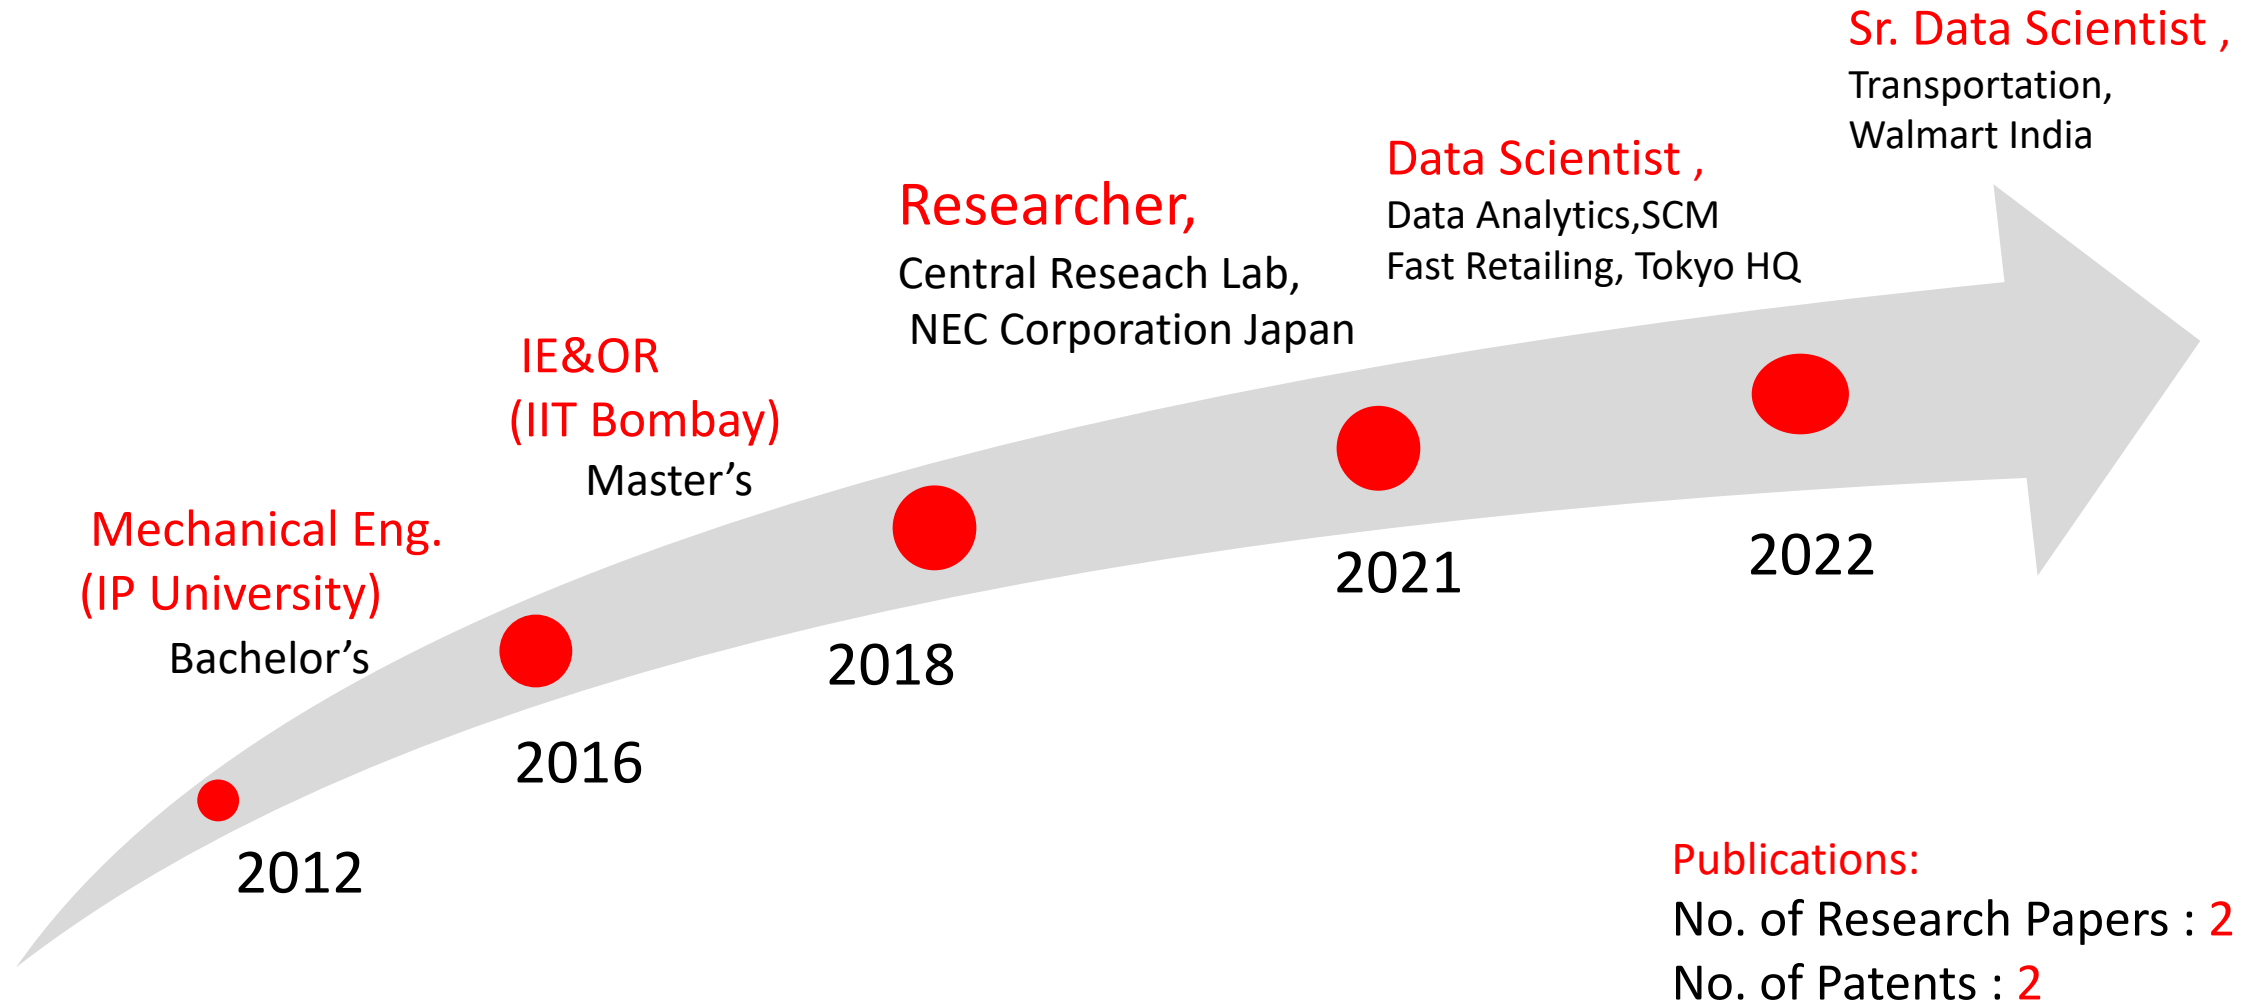 Sr. Data Scientist ,
Transportation,
Walmart India
Data Scientist ,
Data Analytics,SCM
Fast Retailing, Tokyo HQ
Researcher,
Central Reseach Lab,
NEC Corporation Japan
IE&OR
(IIT Bombay)
Master’s
Mechanical Eng.
(IP University)
Bachelor’s
2012
2016
2018
2021
2022
Publications:
No. of Research Papers : 2
No. of Patents : 2